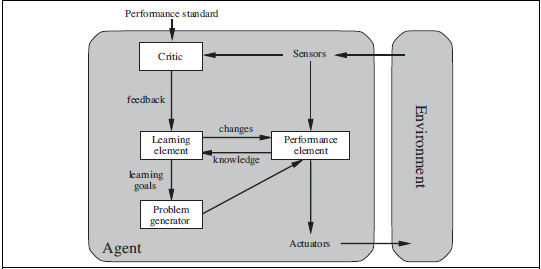 Performance standard
Critic
Sensors
feedback
changes
Learning
element
Performance
element
knowledge
learning
goals
Problem
generator
Agent
Actuators
Environment